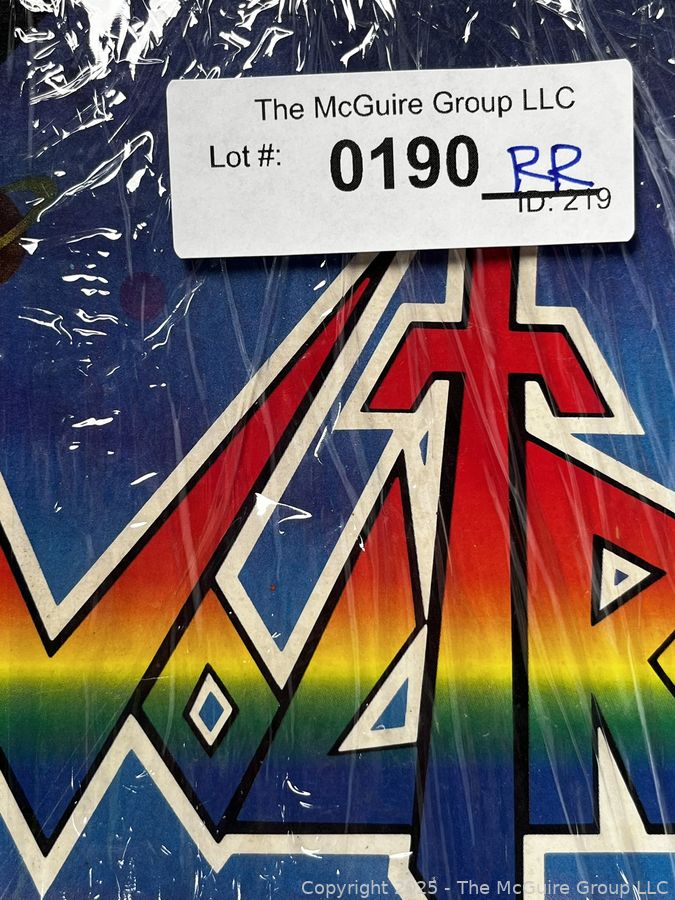 The McGuire Group LLC
Lot #: 0190 RR
ID: 219
Copyright 2025 - The McGuire Group LLC